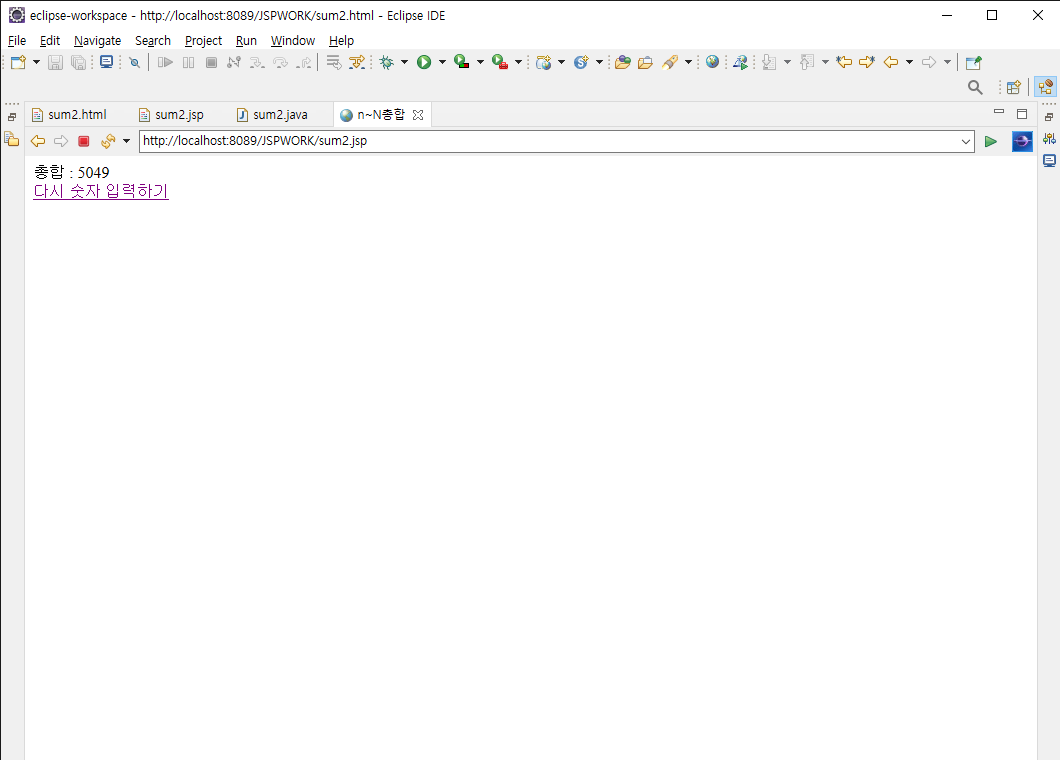 eclipse-workspace - http://localhost:8089/JSPWORK/sum2.html - Eclipse IDE
File Edit Navigate Search Project Run Window Help
sum2.html sum2.jsp sum2.java n~N총합
http://localhost:8089/JSPWORK/sum2.jsp
총합 : 5049
다시 숫자 입력하기